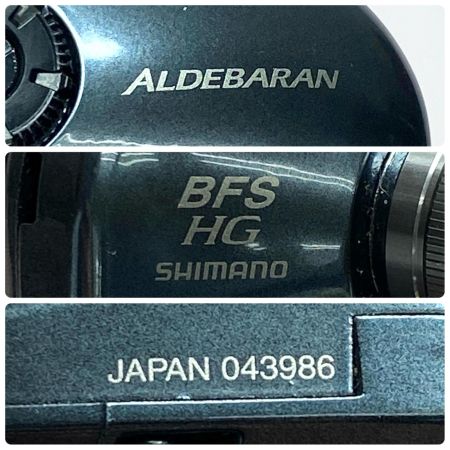 ALDEBARAN
BFS
HG
SHIMANO
JAPAN 043986